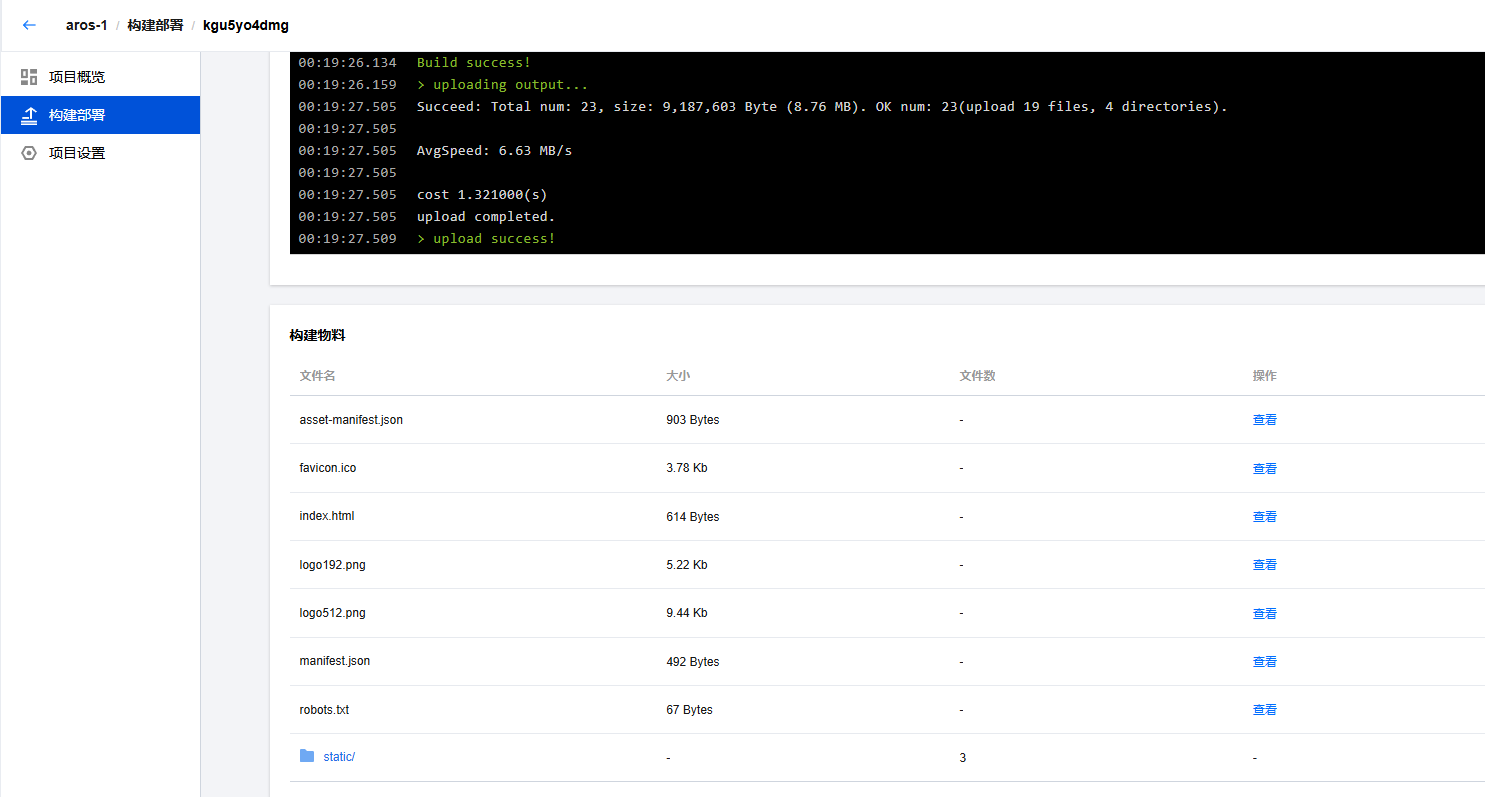 aros-1 / 构建部署 / kgu5yo4dmg
项目概览
构建部署
项目设置
00:19:26.134 Build success!
00:19:26.159 > uploading output...
00:19:27.505 Succeed: Total num: 23, size: 9,187,603 Byte (8.76 MB). OK num: 23(upload 19 files, 4 directories).
00:19:27.505
00:19:27.505 AvgSpeed: 6.63 MB/s
00:19:27.505
00:19:27.505 cost 1.321000(s)
00:19:27.505 upload completed.
00:19:27.509 > upload success!
构建物料
文件名 大小 文件数 操作
asset-manifest.json 903 Bytes - 查看
favicon.ico 3.78 Kb - 查看
index.html 614 Bytes - 查看
logo192.png 5.22 Kb - 查看
logo512.png 9.44 Kb - 查看
manifest.json 492 Bytes - 查看
robots.txt 67 Bytes - 查看
static/ - 3 -